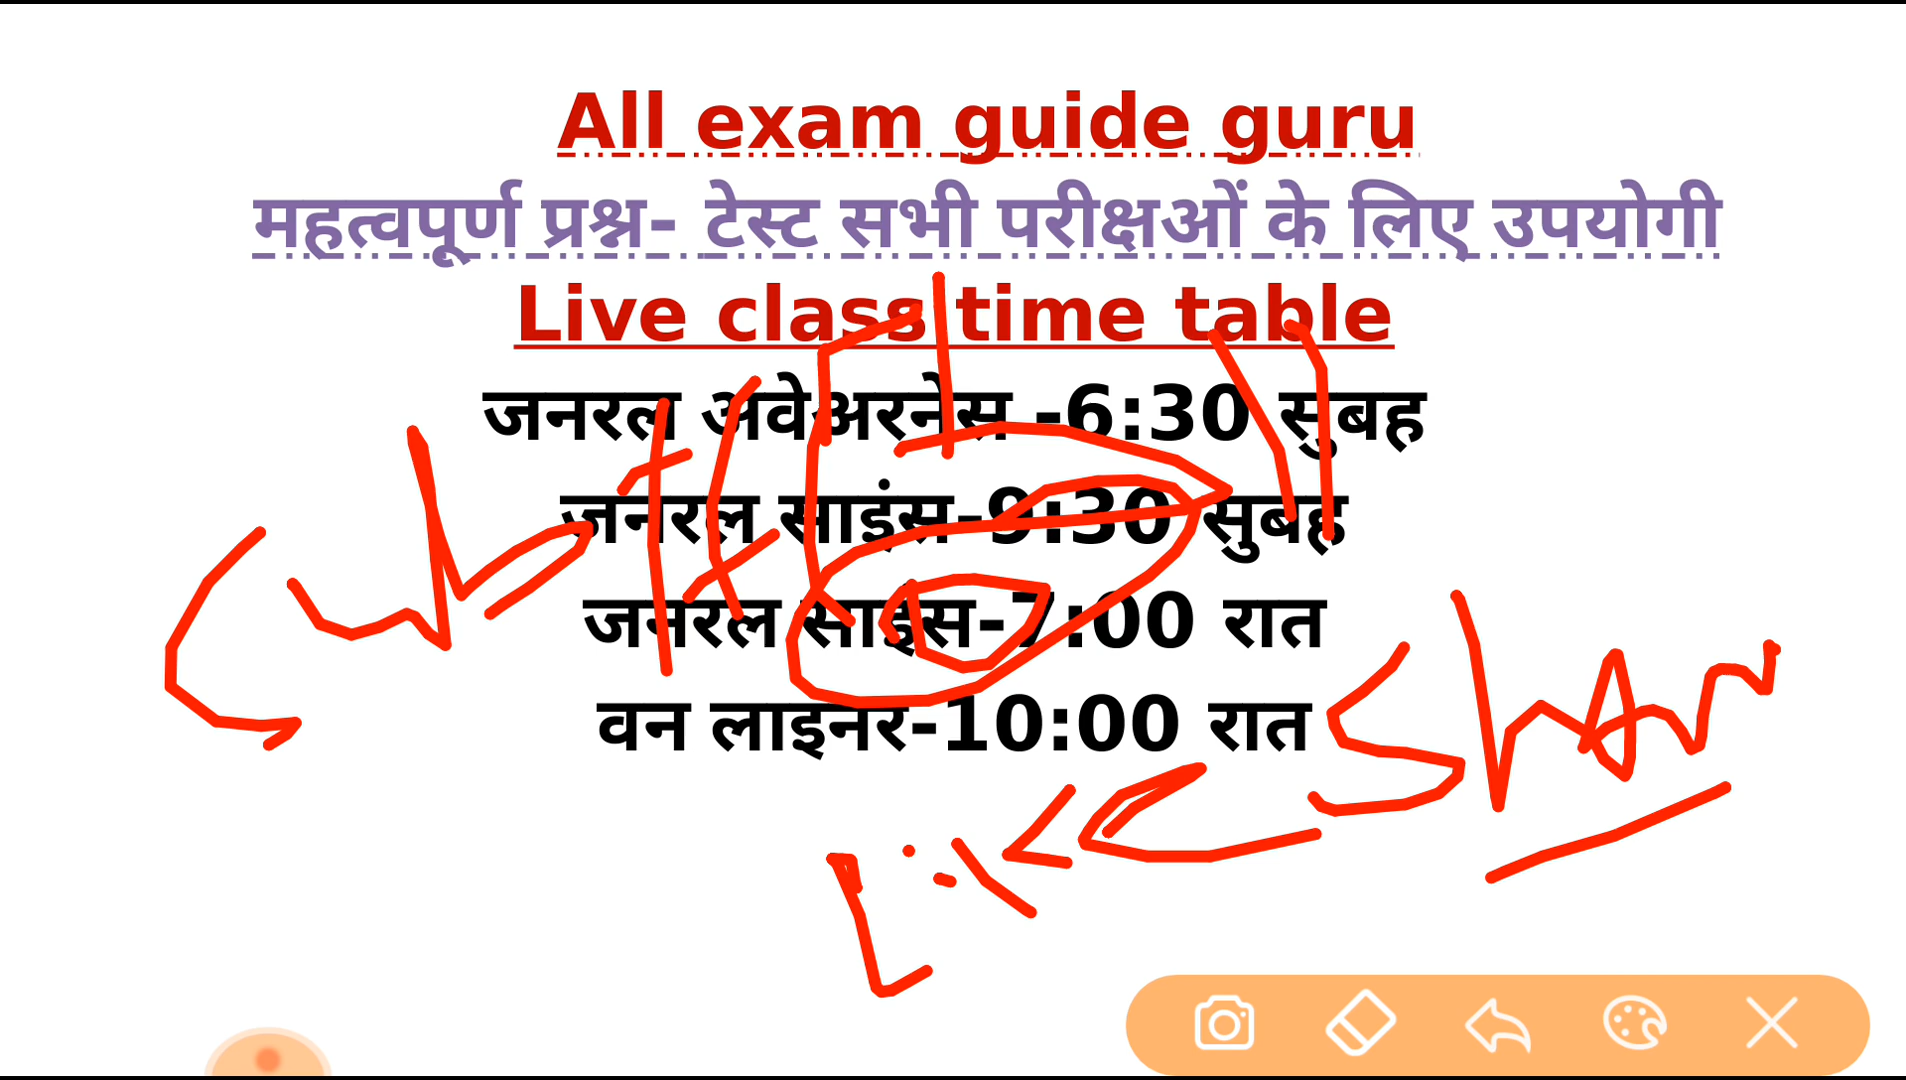 All exam guide guru
महत्वपूर्ण प्रश्न- टेस्ट सभी परीक्षओं के लिए उपयोगी
Live class time table
जनरल अवेअरनेस -6:30 सुबह
जनरल साइंस-9:30 सुबह
जनरल साइंस-7:00 रात
वन लाइनर-10:00 रात